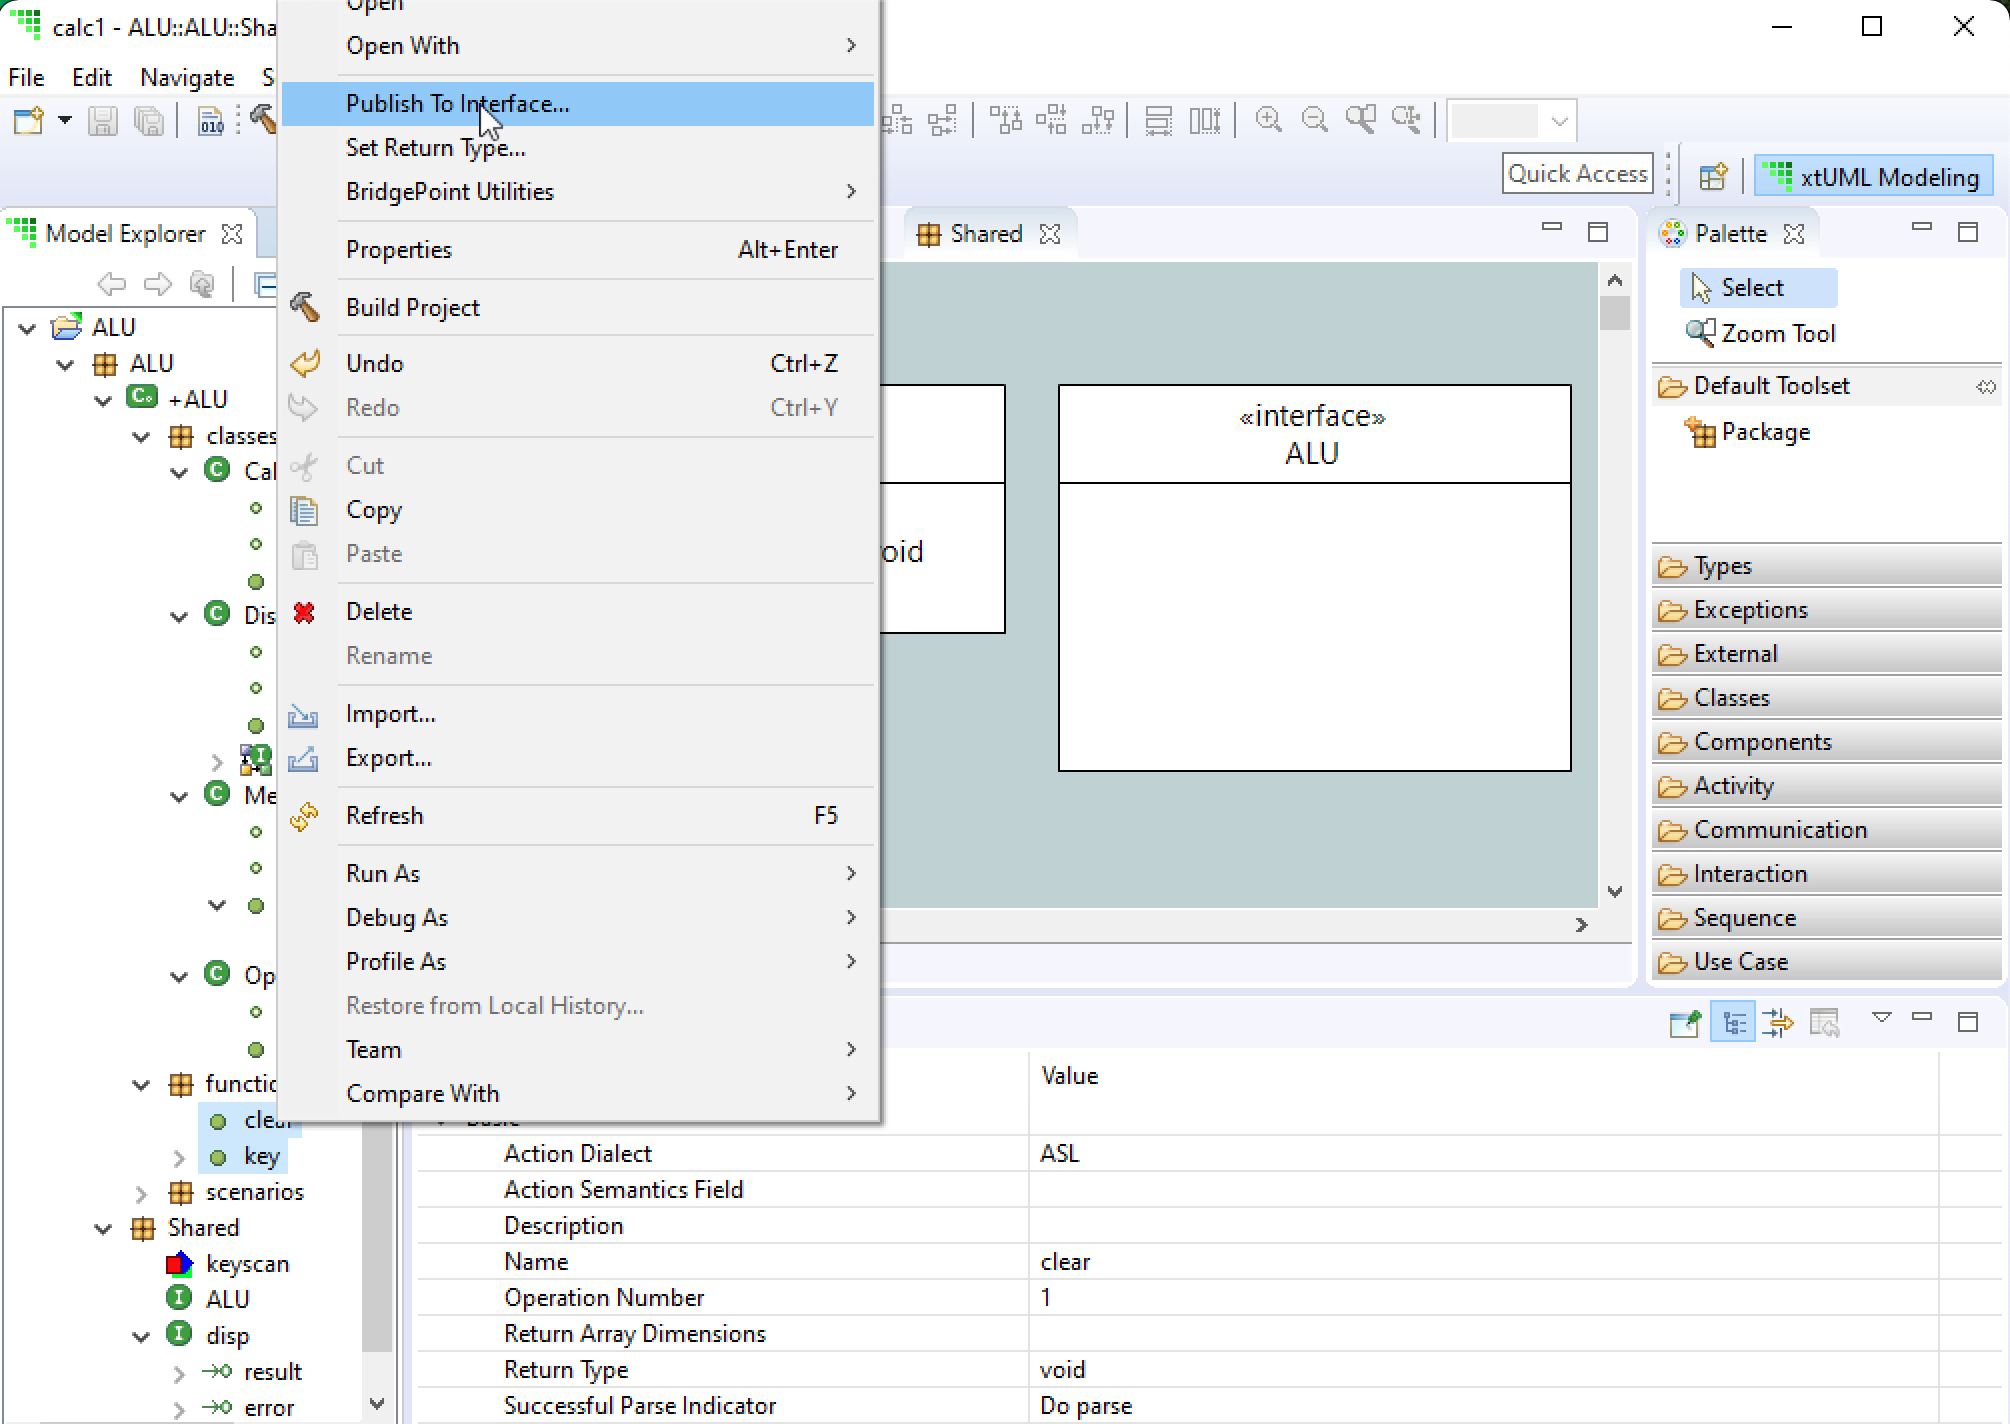 calc1 - ALU::ALU::Sha
File Edit Navigate S
Open
Open With
Publish To Interface...
Set Return Type...
BridgePoint Utilities
Properties Alt+Enter
Build Project
Undo Ctrl+Z
Redo Ctrl+Y
Cut
Copy
Paste
Delete
Rename
Import...
Export...
Refresh F5
Run As
Debug As
Profile As
Restore from Local History...
Team
Compare With
010
Quick Access
xtUML Modeling
Model Explorer
ALU
ALU
+ALU
classes
C Cal
C Dis
I
C Me
C Op
functio
clear
key
scenarios
Shared
keyscan
I ALU
I disp
result
error
Shared
oid
«interface»
ALU
Palette
Select
Zoom Tool
Default Toolset
Package
Types
Exceptions
External
Classes
Components
Activity
Communication
Interaction
Sequence
Use Case
Value
Basic
Action Dialect ASL
Action Semantics Field
Description
Name clear
Operation Number 1
Return Array Dimensions
Return Type void
Successful Parse Indicator Do parse